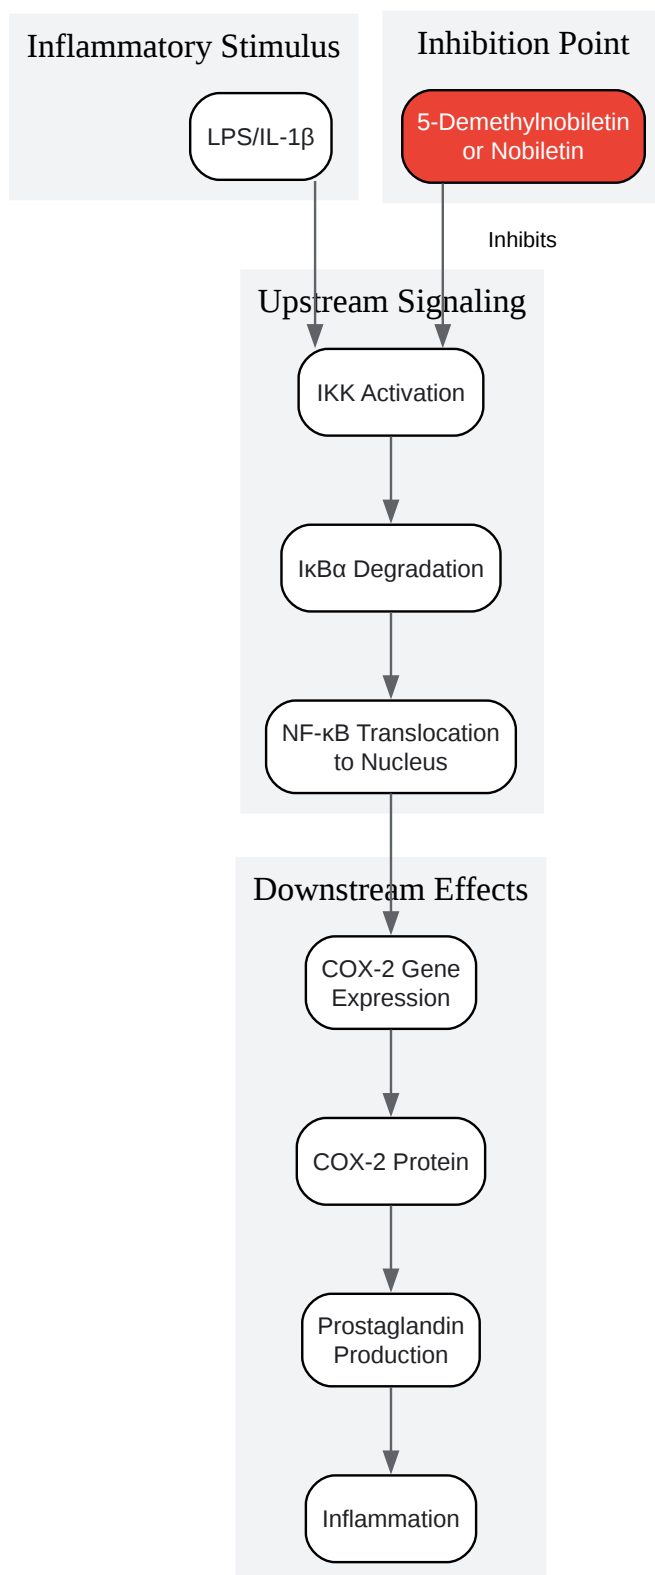 Inflammatory Stimulus
Inhibition Point
LPS/IL-1β
5-Demethylnobiletin
or Nobiletin
Inhibits
Upstream Signaling
IKK Activation
IκBα Degradation
NF-κB Translocation
to Nucleus
Downstream Effects
COX-2 Gene
Expression
COX-2 Protein
Prostaglandin
Production
Inflammation